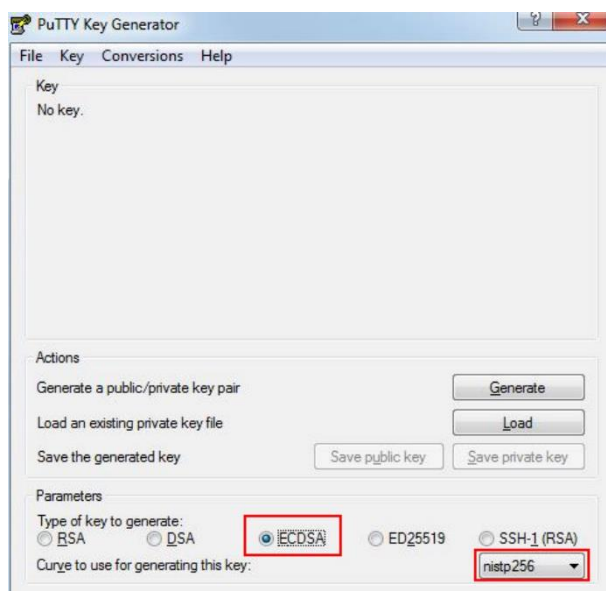 PuTTY Key Generator
File Key Conversions Help
Key
No key.
Actions
Generate a public/private key pair Generate
Load an existing private key file Load
Save the generated key Save public key Save private key
Parameters
Type of key to generate:
RSA DSA ECDSA ED25519 SSH-1 (RSA)
Curve to use for generating this key: nistp256